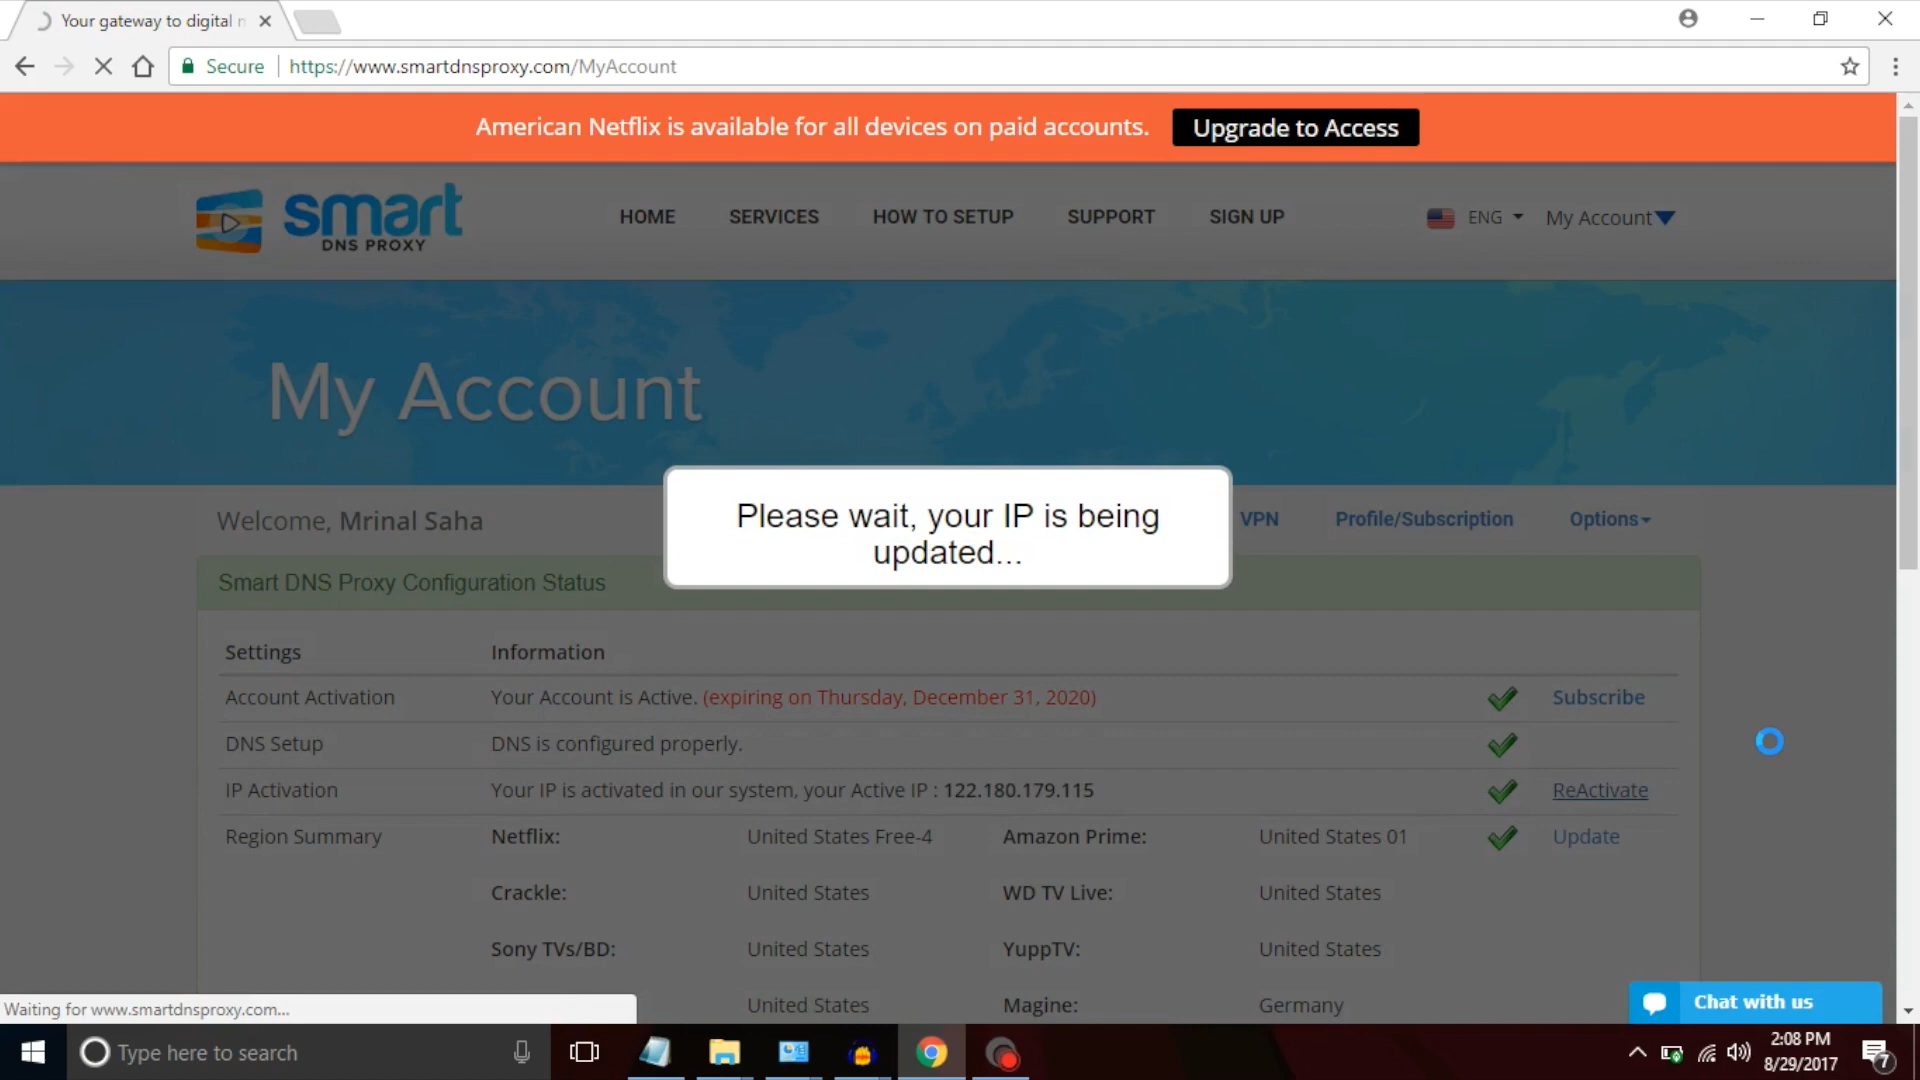 Your gateway to digital n
Secure
https://www.smartdnsproxy.com/MyAccount
American Netflix is available for all devices on paid accounts.
Upgrade to Access
smart
DNS PROXY
HOME
SERVICES
HOW TO SETUP
SUPPORT
SIGN UP
ENG
My Account
My Account
Please wait, your IP is being
updated...
Welcome, Mrinal Saha
VPN
Profile/Subscription
Options
Smart DNS Proxy Configuration Status
Settings Information
Account Activation Your Account is Active. (expiring on Thursday, December 31, 2020) Subscribe
DNS Setup DNS is configured properly.
IP Activation Your IP is activated in our system, your Active IP : 122.180.179.115 ReActivate
Region Summary Netflix: United States Free-4 Amazon Prime: United States 01 Update
Crackle: United States WD TV Live: United States
Sony TVs/BD: United States YuppTV: United States
United States Magine: Germany
Waiting for www.smartdnsproxy.com...
Chat with us
Type here to search
2:08 PM
8/29/2017
7